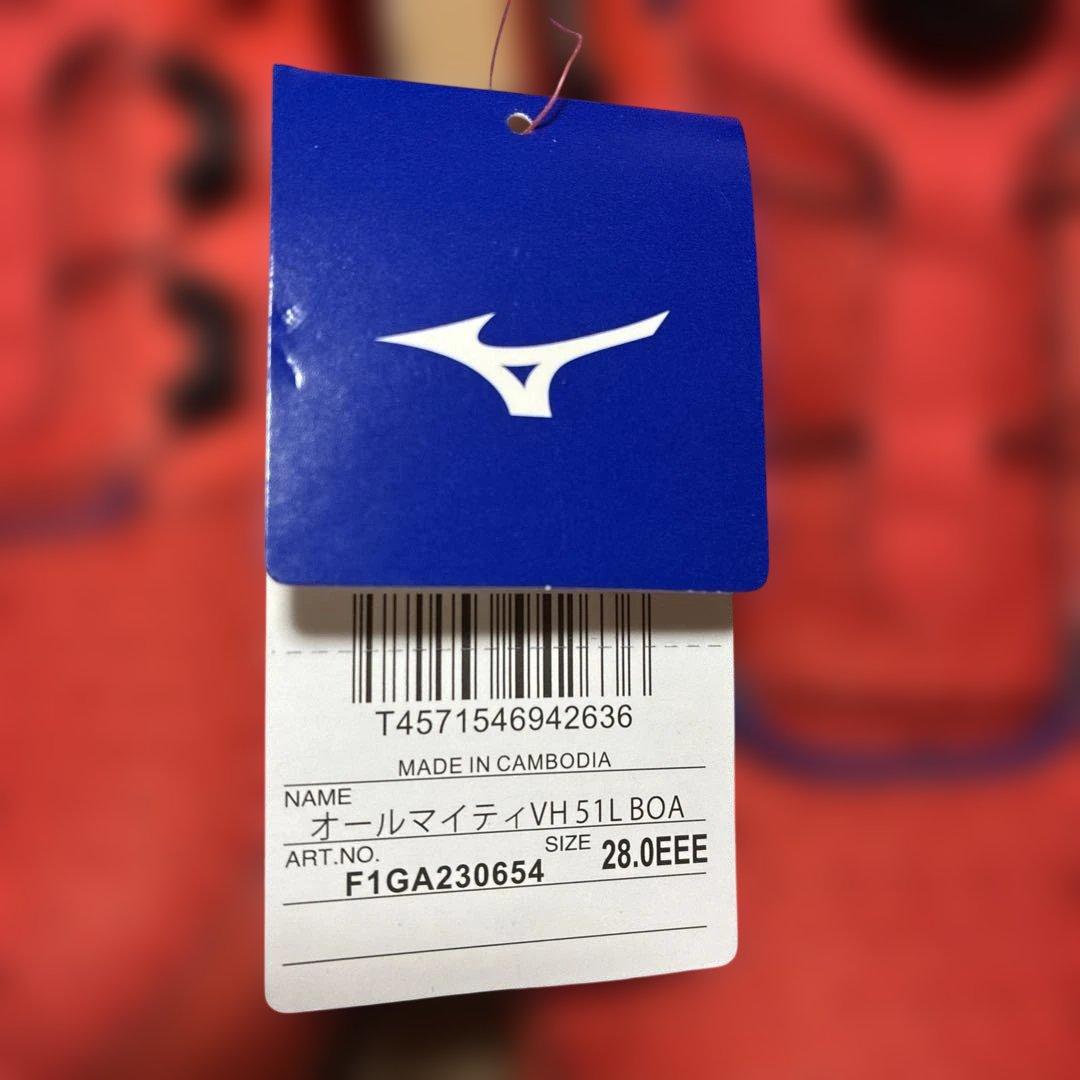 T4571546942636
MADE IN CAMBODIA
NAME
オールマイティVH 51L BOA
ART.NO. SIZE 28.0EEE
F1GA230654